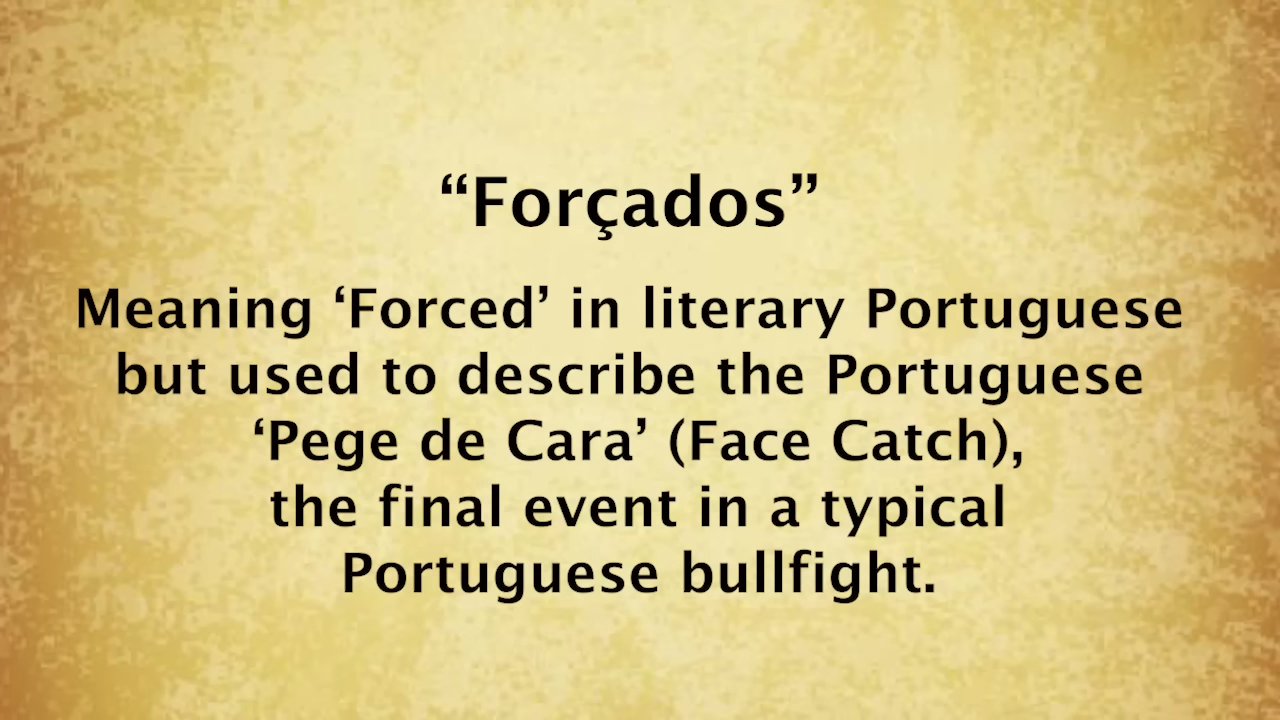 “Forçados”
Meaning ‘Forced’ in literary Portuguese
but used to describe the Portuguese
‘Pege de Cara’ (Face Catch),
the final event in a typical
Portuguese bullfight.